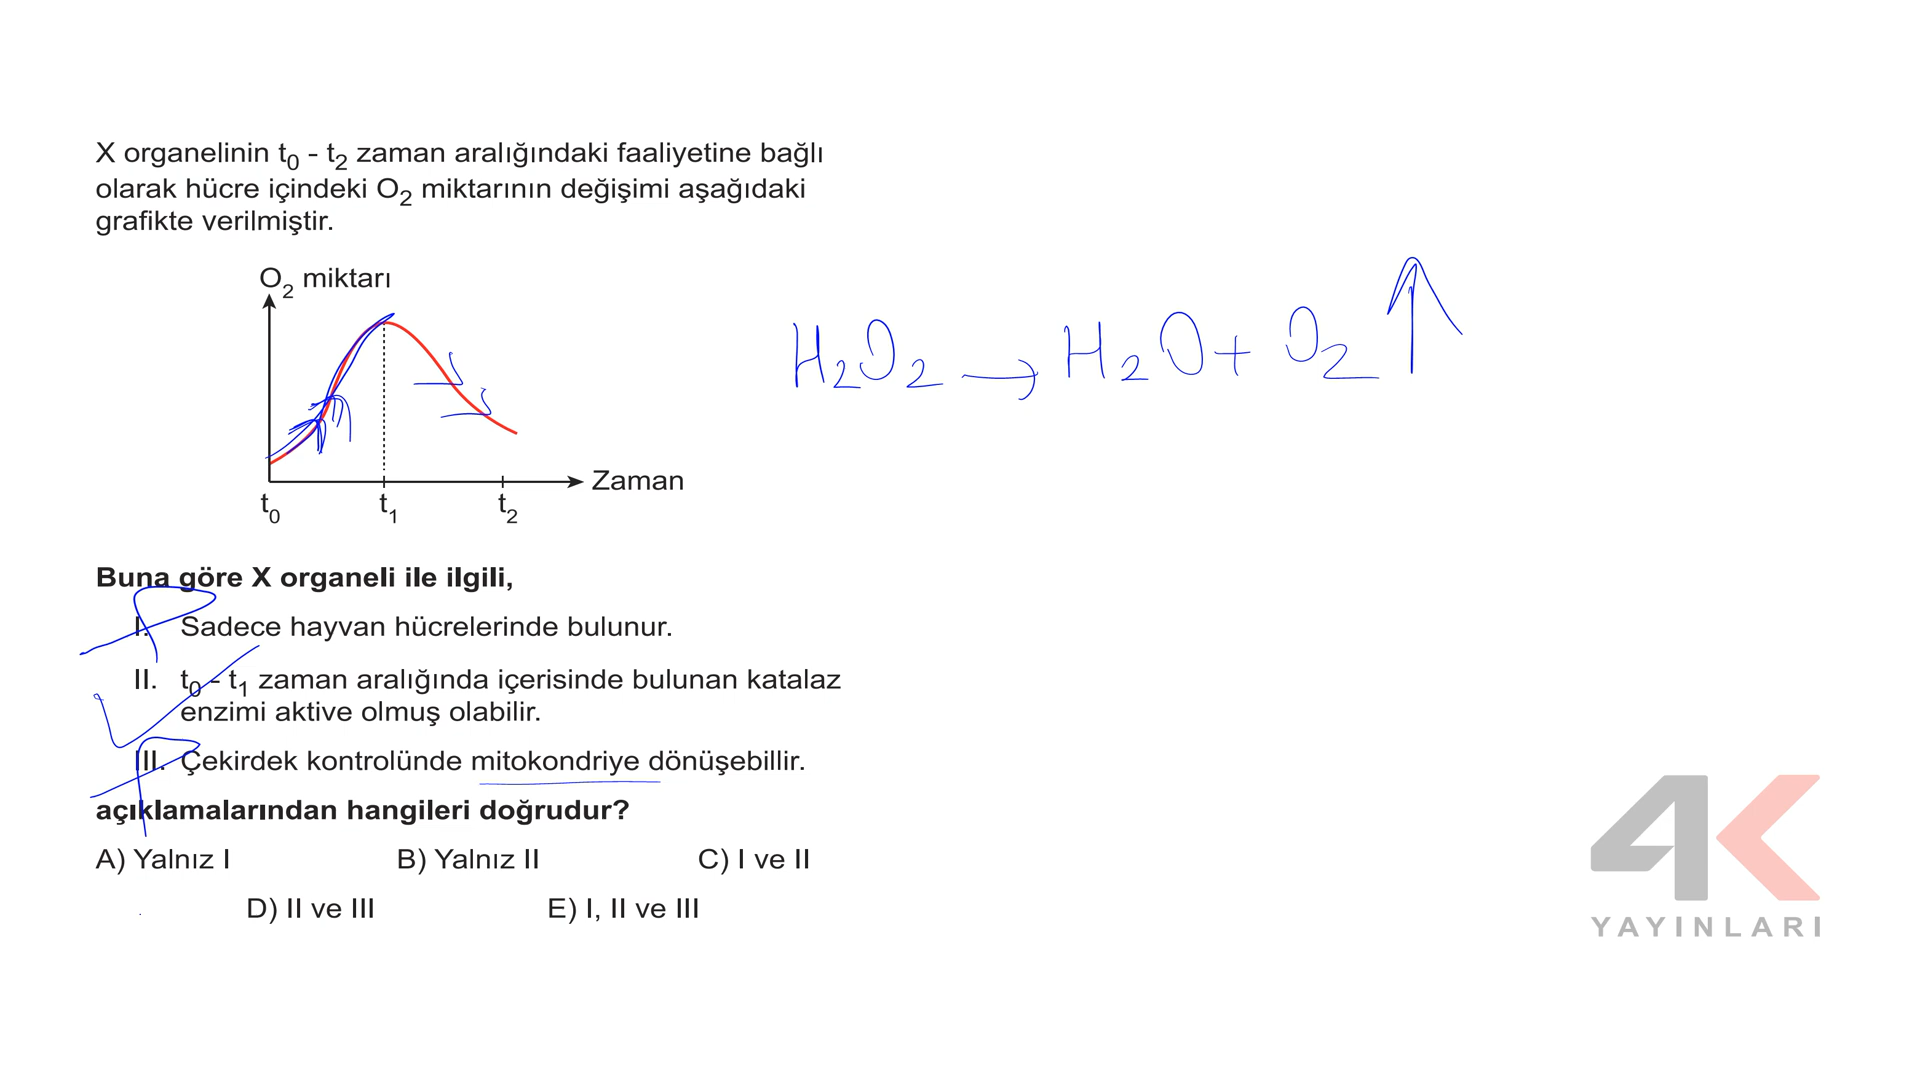 X organelinin t₀ - t₂ zaman aralığındaki faaliyetine bağlı
olarak hücre içindeki O₂ miktarının değişimi aşağıdaki
grafikte verilmiştir.
O₂ miktarı
H₂O₂ → H₂O + O₂ ↑
Zaman
t₀ t₁ t₂
Buna göre X organeli ile ilgili,
I. Sadece hayvan hücrelerinde bulunur.
II. t₀ - t₁ zaman aralığında içerisinde bulunan katalaz
enzimi aktive olmuş olabilir.
III. Çekirdek kontrolünde mitokondriye dönüşebillir.
açıklamalarından hangileri doğrudur?
A) Yalnız I B) Yalnız II C) I ve II
D) II ve III E) I, II ve III
4K
YAYINLARI